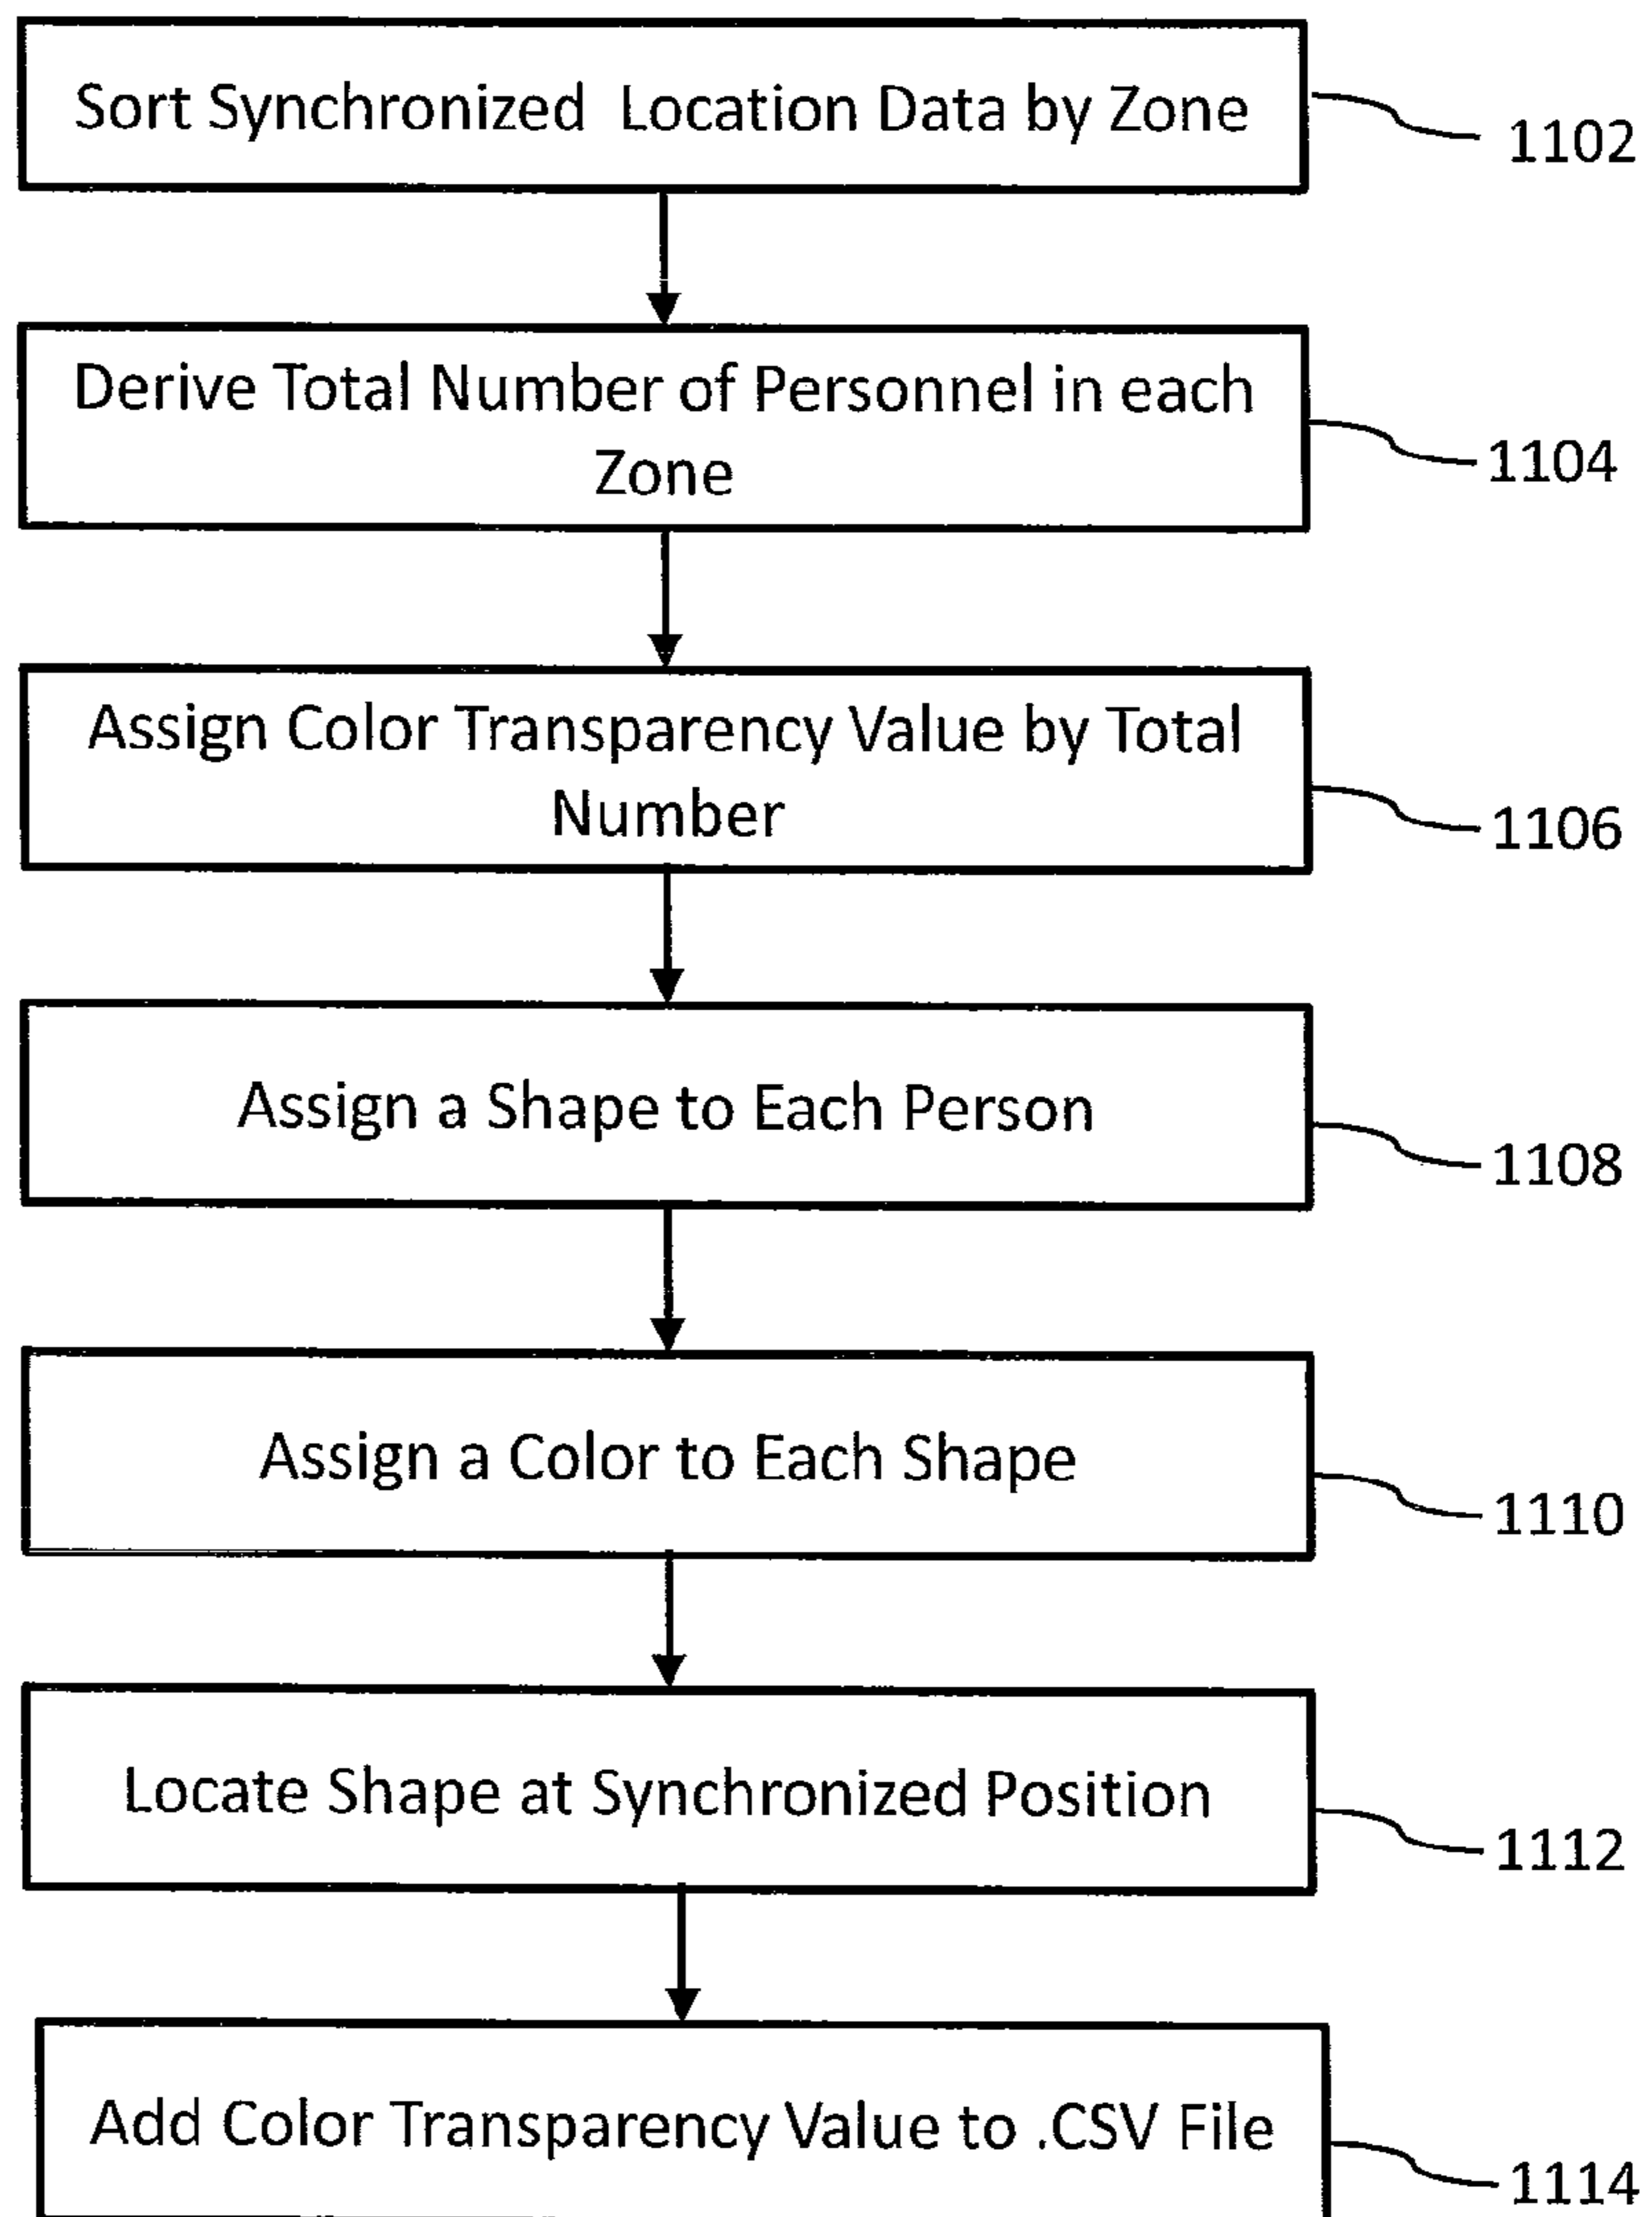 Sort Synchronized Location Data by Zone
1102
Derive Total Number of Personnel in each
Zone
1104
Assign Color Transparency Value by Total
Number
1106
Assign a Shape to Each Person
1108
Assign a Color to Each Shape
1110
Locate Shape at Synchronized Position
1112
Add Color Transparency Value to .CSV File
1114